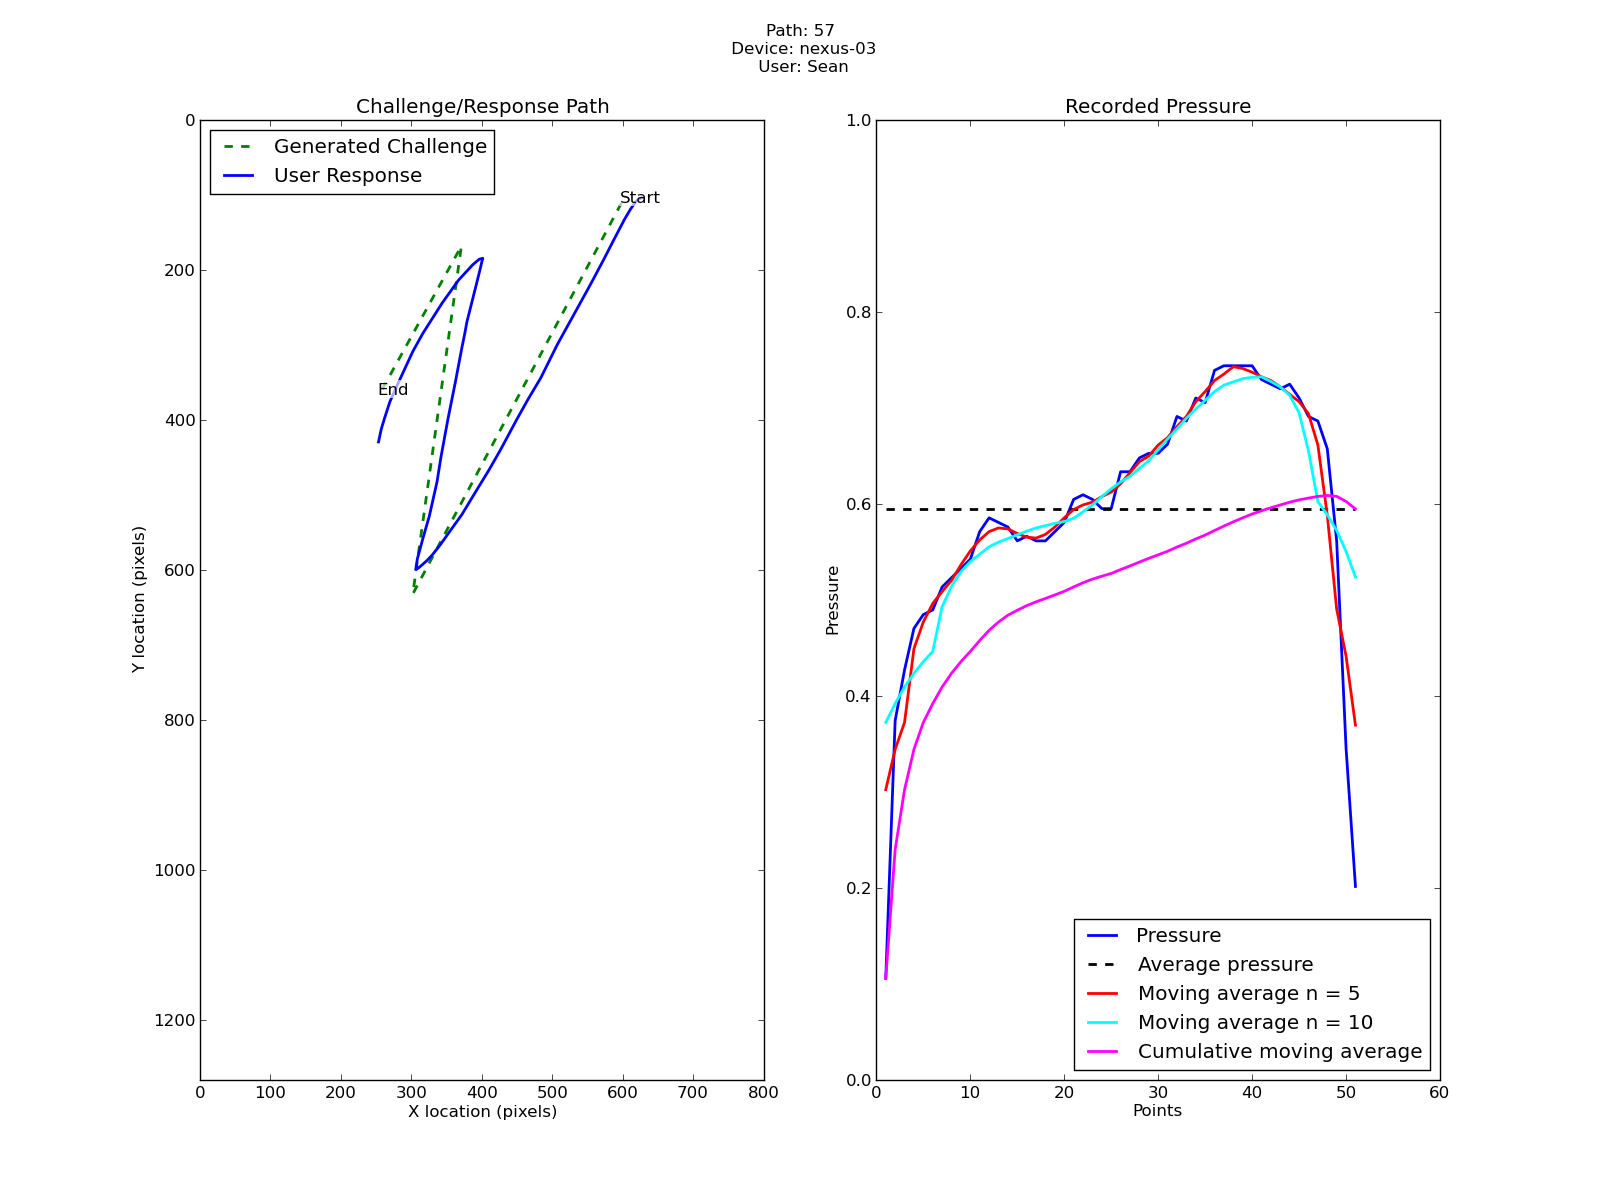 Path: 57
Device: nexus-03
User: Sean
Challenge/Response Path
Generated Challenge
User Response
Start
End
0
200
400
600
800
1000
1200
Y location (pixels)
0 100 200 300 400 500 600 700 800
X location (pixels)
Recorded Pressure
1.0
0.8
0.6
0.4
0.2
0.0
Pressure
Pressure
Average pressure
Moving average n = 5
Moving average n = 10
Cumulative moving average
0 10 20 30 40 50 60
Points